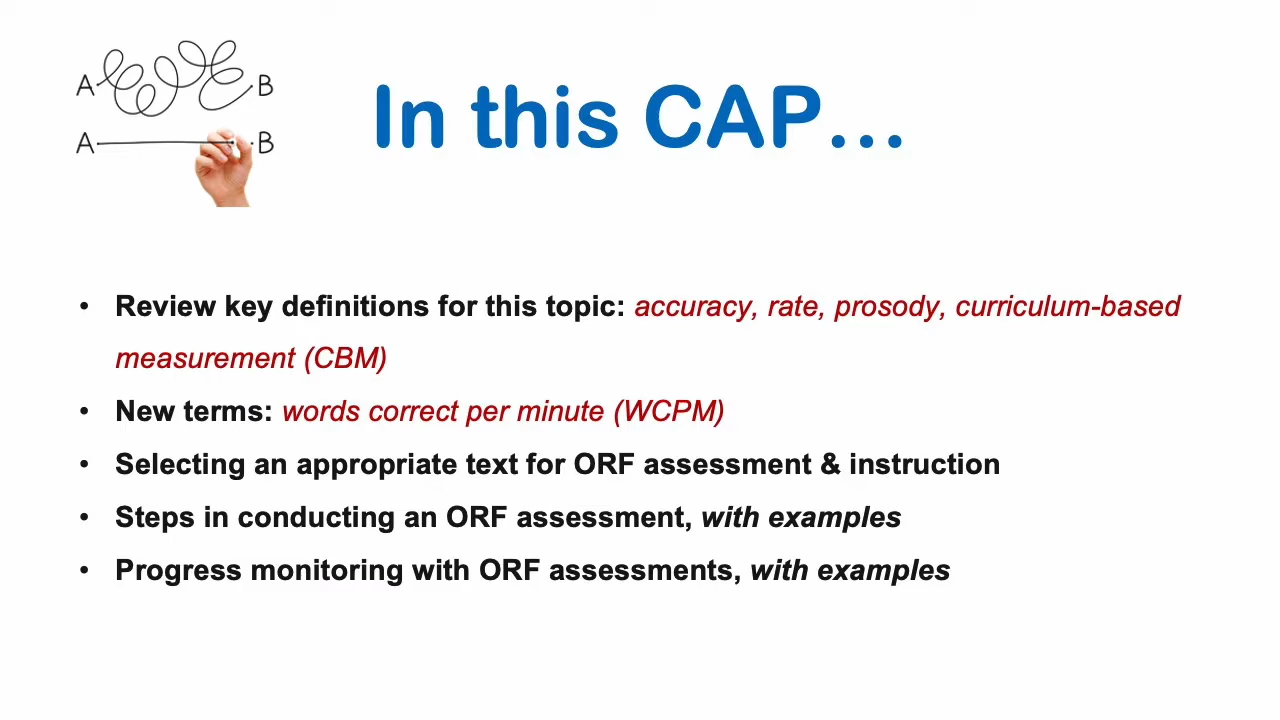 In this CAP...
A B
A B
• Review key definitions for this topic: accuracy, rate, prosody, curriculum-based
measurement (CBM)
• New terms: words correct per minute (WCPM)
• Selecting an appropriate text for ORF assessment & instruction
• Steps in conducting an ORF assessment, with examples
• Progress monitoring with ORF assessments, with examples